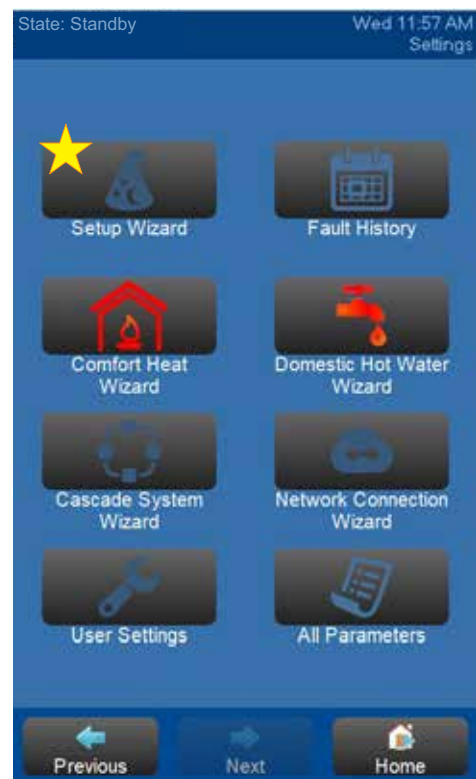 State: Standby
Wed 11:57 AM
Settings
Setup Wizard
Fault History
Comfort Heat
Wizard
Domestic Hot Water
Wizard
Cascade System
Wizard
Network Connection
Wizard
User Settings
All Parameters
Previous
Next
Home